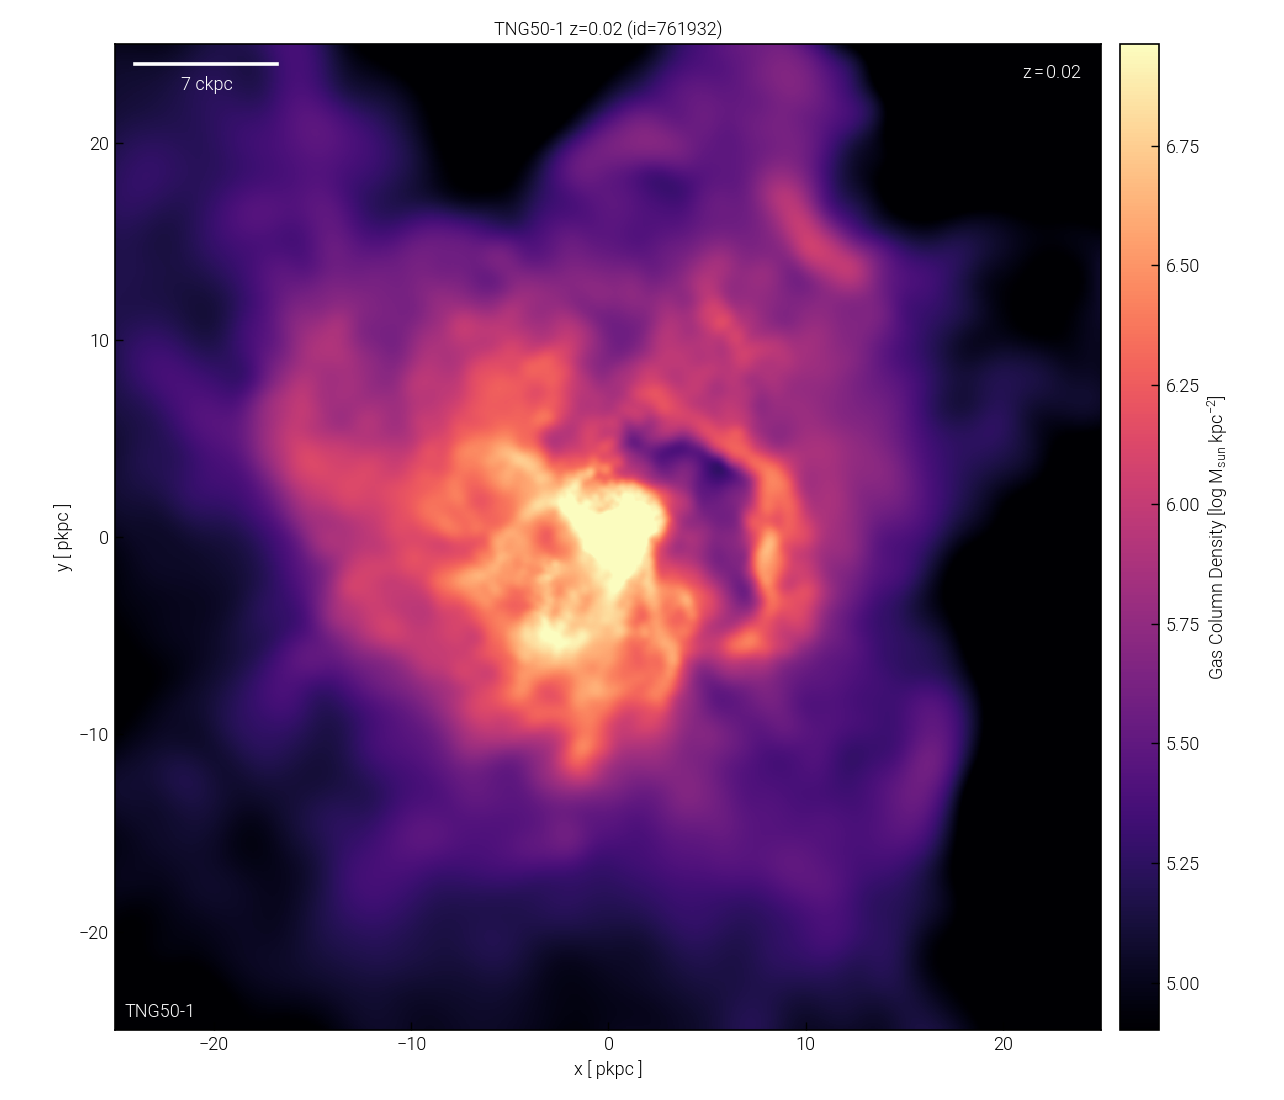 TNG50-1 z=0.02 (id=761932)
7 ckpc
z=0.02
20
10
0
−10
−20
y [ pkpc ]
TNG50-1
−20
−10
0
10
20
x [ pkpc ]
6.75
6.50
6.25
6.00
5.75
5.50
5.25
5.00
Gas Column Density [log M_sun kpc⁻²]